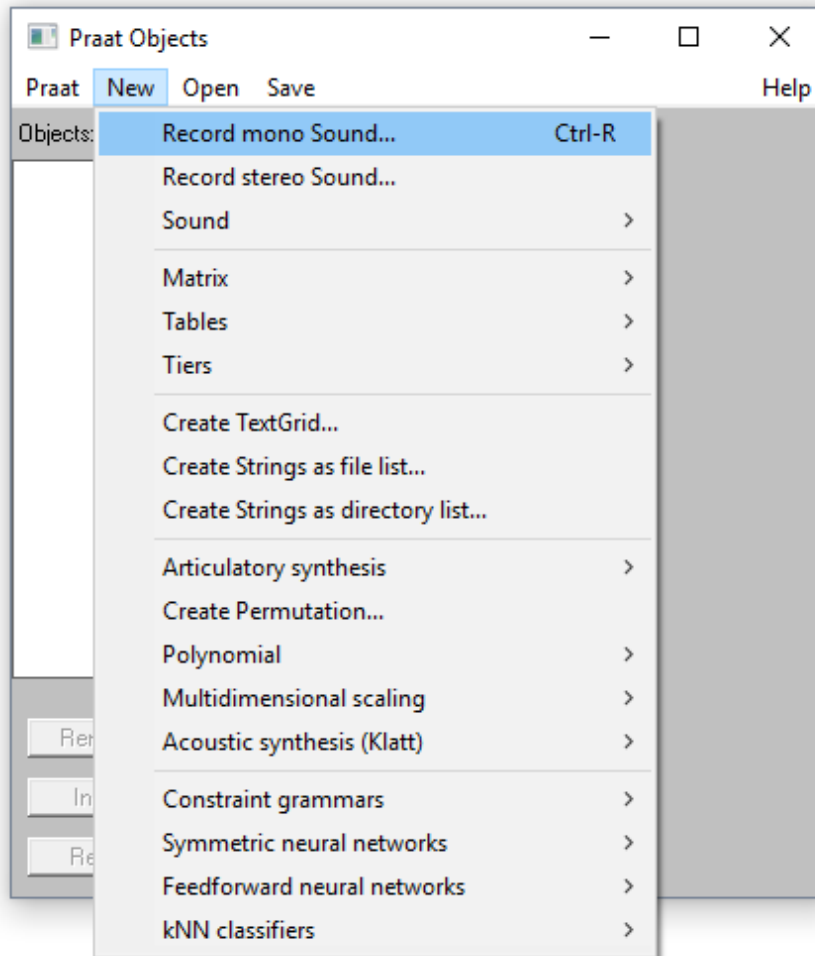 Praat Objects
Praat New Open Save Help
Objects:
Record mono Sound... Ctrl-R
Record stereo Sound...
Sound
Matrix
Tables
Tiers
Create TextGrid...
Create Strings as file list...
Create Strings as directory list...
Articulatory synthesis
Create Permutation...
Polynomial
Multidimensional scaling
Acoustic synthesis (Klatt)
Constraint grammars
Symmetric neural networks
Feedforward neural networks
kNN classifiers